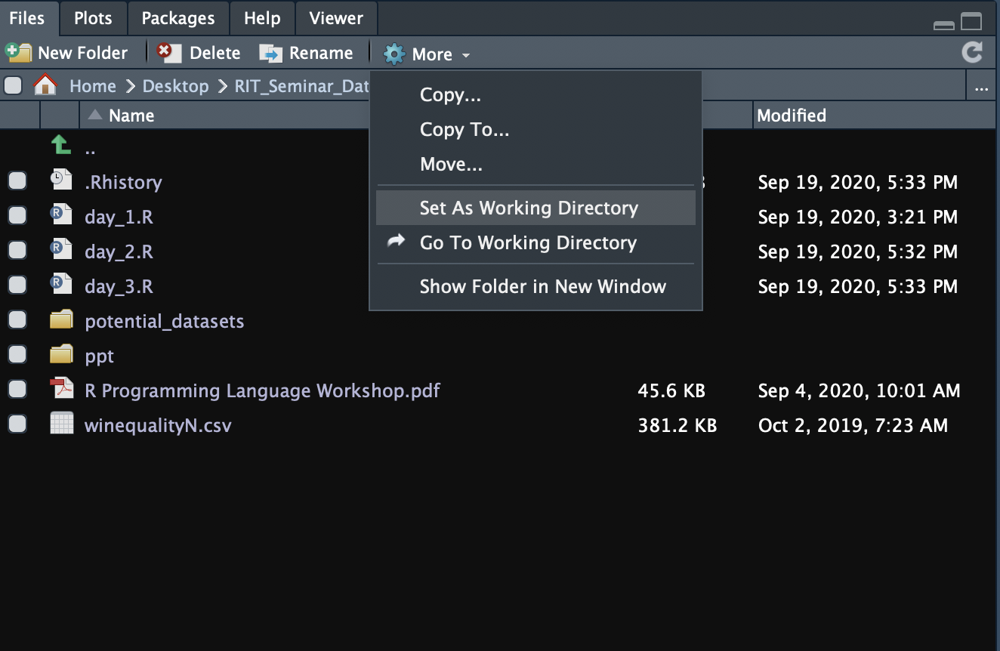 Files Plots Packages Help Viewer
New Folder Delete Rename More
Home Desktop RIT_Seminar_Dat ...
Name Modified
Copy...
Copy To...
Move...
Set As Working Directory
Go To Working Directory
Show Folder in New Window
..
.Rhistory Sep 19, 2020, 5:33 PM
day_1.R Sep 19, 2020, 3:21 PM
day_2.R Sep 19, 2020, 5:32 PM
day_3.R Sep 19, 2020, 5:33 PM
potential_datasets
ppt
R Programming Language Workshop.pdf 45.6 KB Sep 4, 2020, 10:01 AM
winequalityN.csv 381.2 KB Oct 2, 2019, 7:23 AM